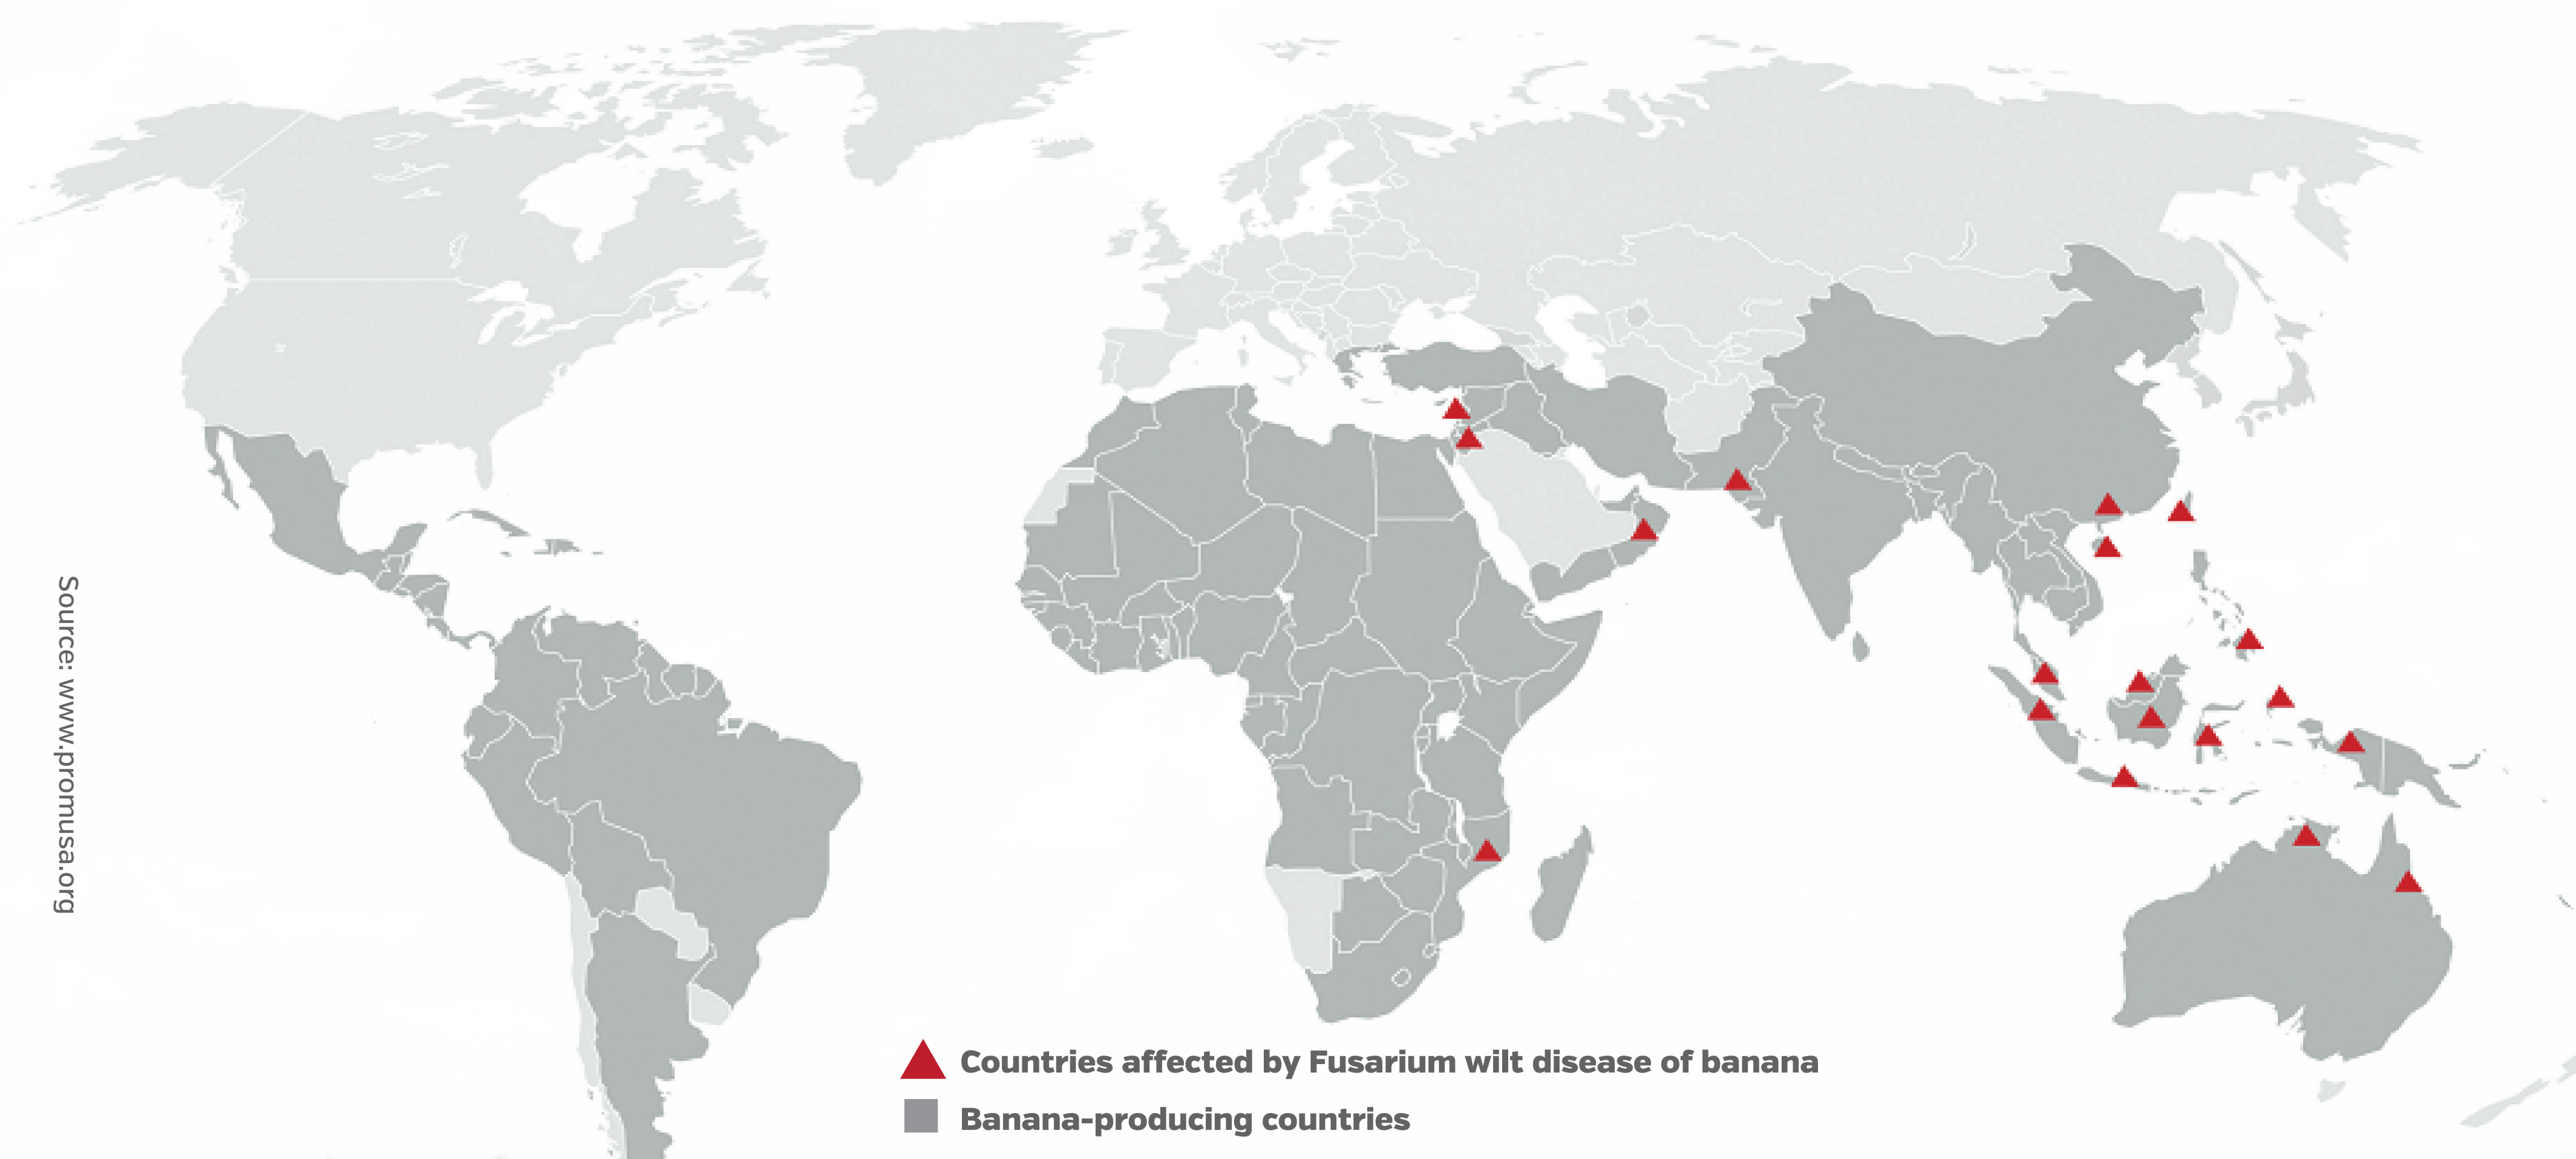 Source: www.promusa.org
Countries affected by Fusarium wilt disease of banana
Banana-producing countries